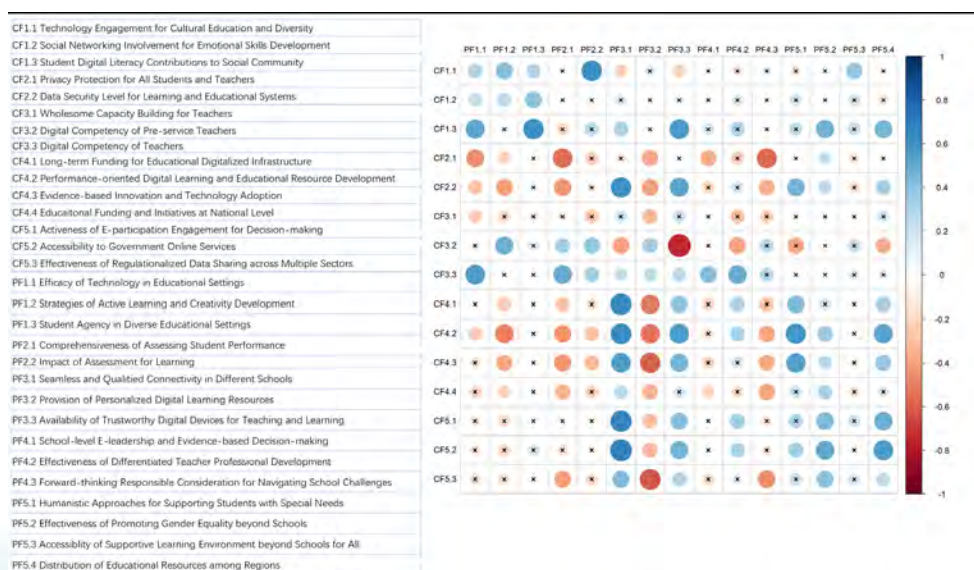 CF1.1 Technology Engagement for Cultural Education and Diversity
CF1.2 Social Networking Involvement for Emotional Skills Development
CF1.3 Student Digital Literacy Contributions to Social Community
CF2.1 Privacy Protection for All Students and Teachers
CF2.2 Data Security Level for Learning and Educational Systems
CF3.1 Wholesome Capacity Building for Teachers
CF3.2 Digital Competency of Pre-service Teachers
CF3.3 Digital Competency of Teachers
CF4.1 Long-term Funding for Educational Digitalized Infrastructure
CF4.2 Performance-oriented Digital Learning and Educational Resource Development
CF4.3 Evidence-based Innovation and Technology Adoption
CF4.4 Educaitonal Funding and Initiatives at National Level
CF5.1 Activeness of E-participation Engagement for Decision-making
CF5.2 Accessibility to Government Online Services
CF5.3 Effectiveness of Regulationalized Data Sharing across Multiple Sectors
PF1.1 Efficacy of Technology in Educational Settings
PF1.2 Strategies of Active Learning and Creativity Development
PF1.3 Student Agency in Diverse Educational Settings
PF2.1 Comprehensiveness of Assessing Student Performance
PF2.2 Impact of Assessment for Learning
PF3.1 Seamless and Qualitied Connectivity in Different Schools
PF3.2 Provision of Personalized Digital Learning Resources
PF3.3 Availability of Trustworthy Digital Devices for Teaching and Learning
PF4.1 School-level E-leadership and Evidence-based Decision-making
PF4.2 Effectiveness of Differentiated Teacher Professional Development
PF4.3 Forward-thinking Responsible Consideration for Navigating School Challenges
PF5.1 Humanistic Approaches for Supporting Students with Special Needs
PF5.2 Effectiveness of Promoting Gender Equality beyond Schools
PF5.3 Accessiblity of Supportive Learning Environment beyond Schools for All
PF5.4 Distribution of Educational Resources among Regions
PF1.1 PF1.2 PF1.3 PF2.1 PF2.2 PF3.1 PF3.2 PF3.3 PF4.1 PF4.2 PF4.3 PF5.1 PF5.2 PF5.3 PF5.4
CF1.1
CF1.2
CF1.3
CF2.1
CF2.2
CF3.1
CF3.2
CF3.3
CF4.1
CF4.2
CF4.3
CF4.4
CF5.1
CF5.2
CF5.3
1
0.8
0.6
0.4
0.2
0
-0.2
-0.4
-0.6
-0.8
-1